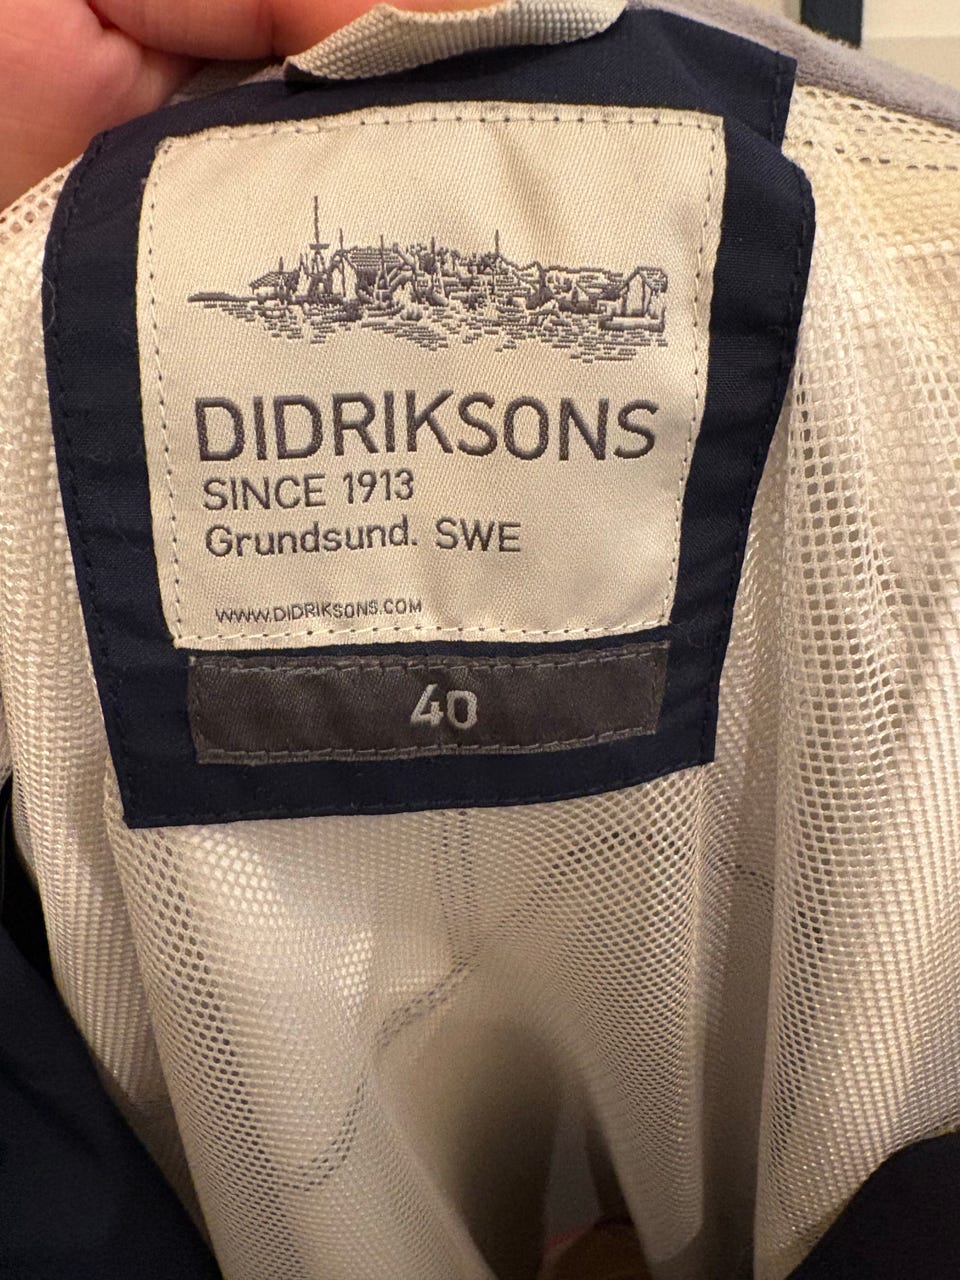 DIDRIKSONS
SINCE 1913
Grundsund. SWE
WWW.DIDRIKSONS.COM
40